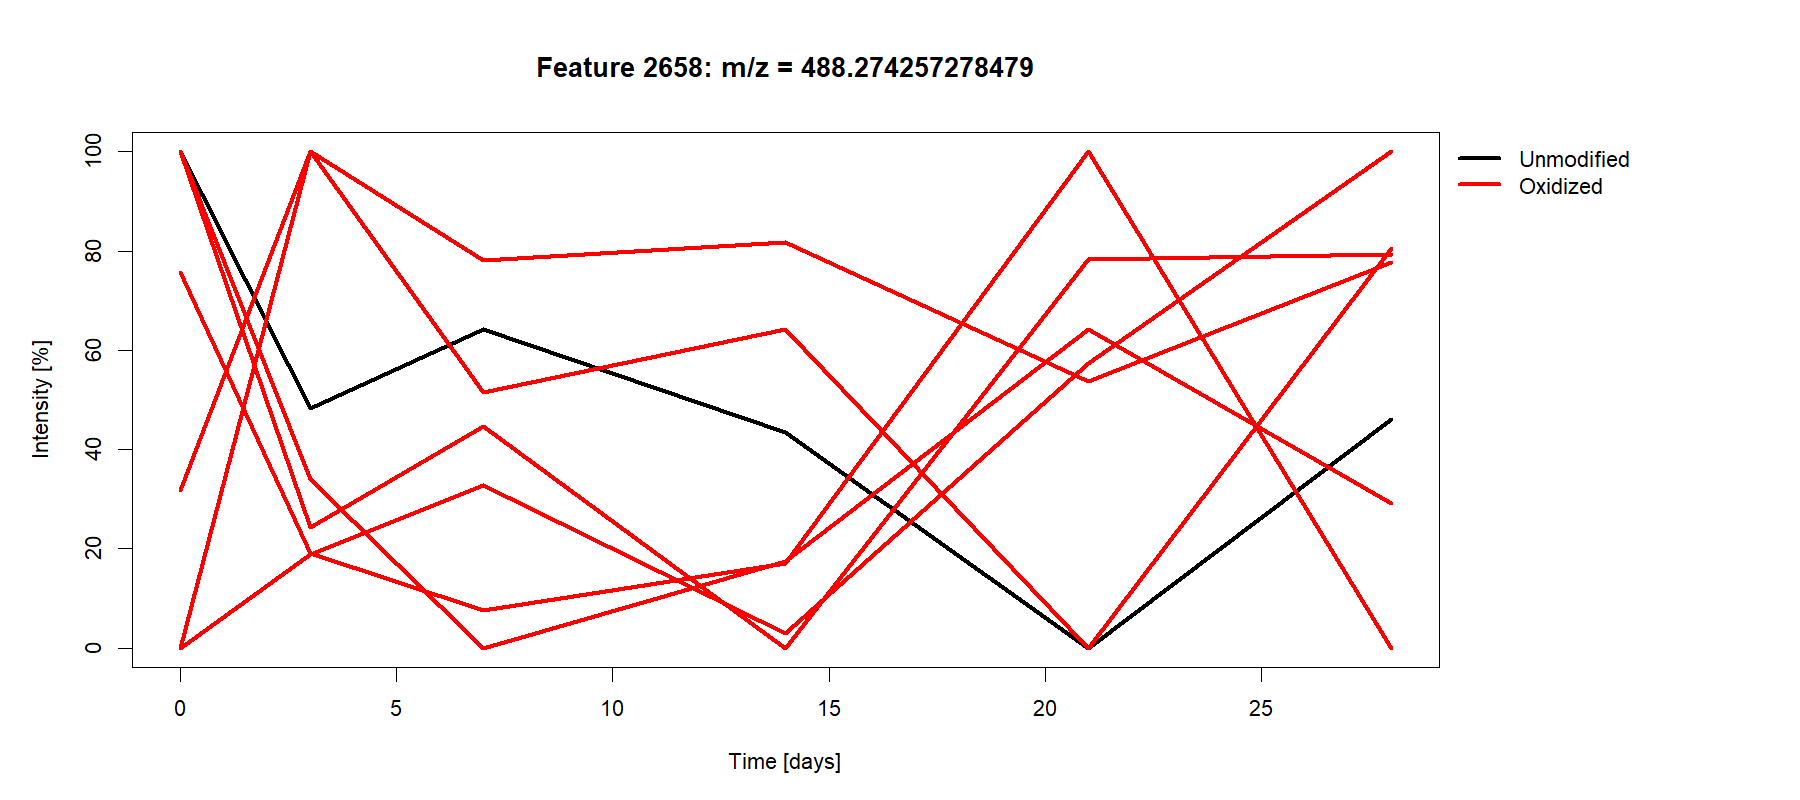 Feature 2658: m/z = 488.274257278479
Unmodified
Oxidized
Intensity [%]
100
80
60
40
20
0
0 5 10 15 20 25
Time [days]